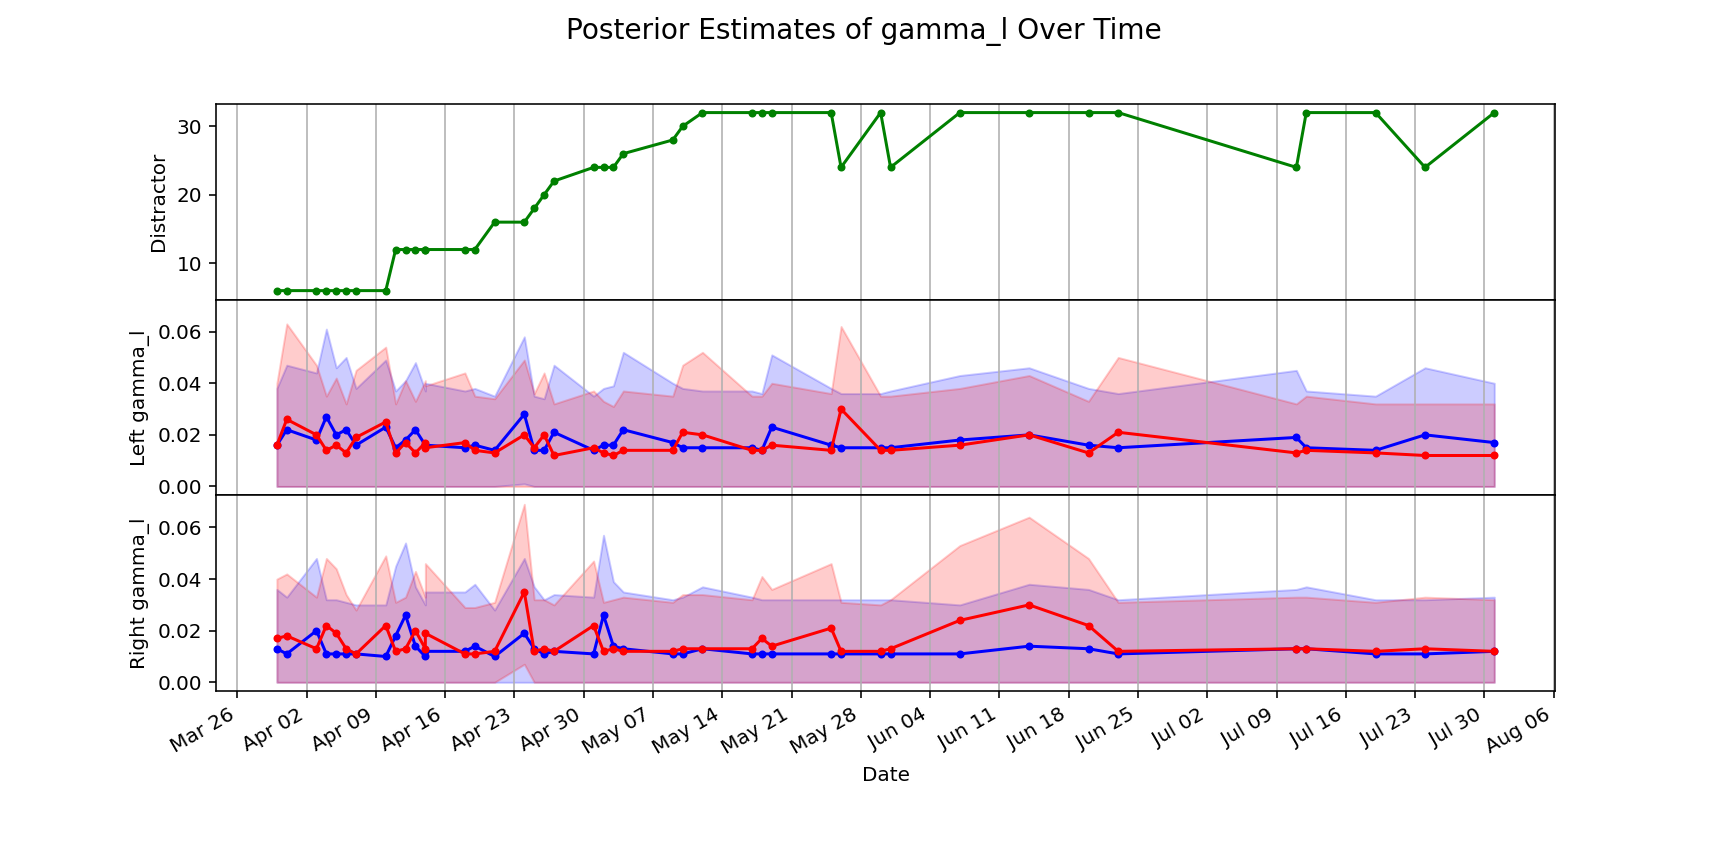 Posterior Estimates of gamma_l Over Time
Distractor
30
20
10
Left gamma_l
0.06
0.04
0.02
0.00
Right gamma_l
0.06
0.04
0.02
0.00
Mar 26
Apr 02
Apr 09
Apr 16
Apr 23
Apr 30
May 07
May 14
May 21
May 28
Jun 04
Jun 11
Jun 18
Jun 25
Jul 02
Jul 09
Jul 16
Jul 23
Jul 30
Aug 06
Date